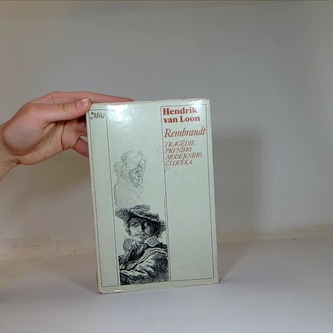 Hendrik
van Loon
Rembrandt
TRAGÉDIE
PRVNÍHO
MODERNÍHO
ČLOVĚKA